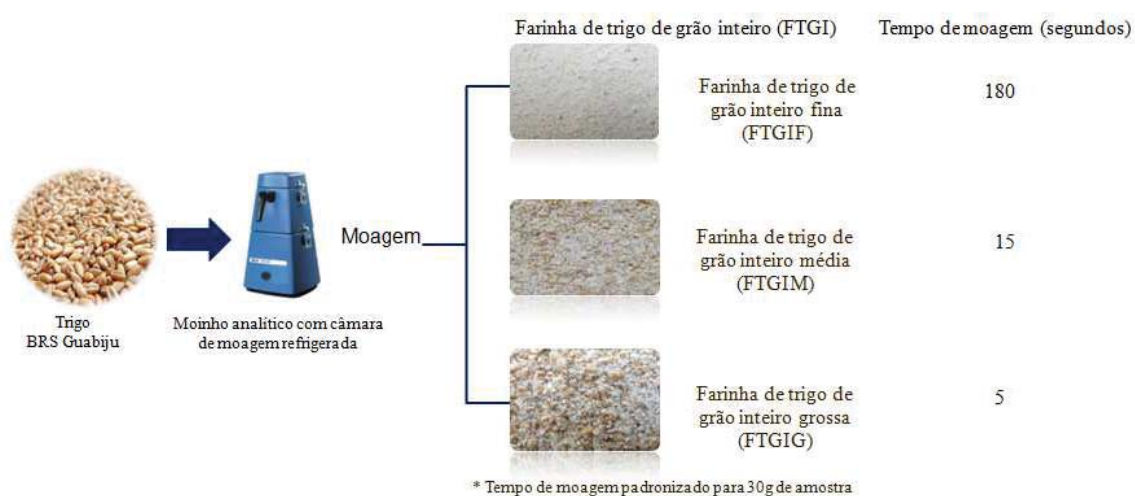 Farinha de trigo de grão inteiro (FTGI)
Tempo de moagem (segundos)
Farinha de trigo de
grão inteiro fina
(FTGIF)
180
Moagem
Farinha de trigo de
grão inteiro média
(FTGIM)
15
Trigo
BRS Guabiju
Moinho analítico com câmara
de moagem refrigerada
Farinha de trigo de
grão inteiro grossa
(FTGIG)
5
* Tempo de moagem padronizado para 30g de amostra